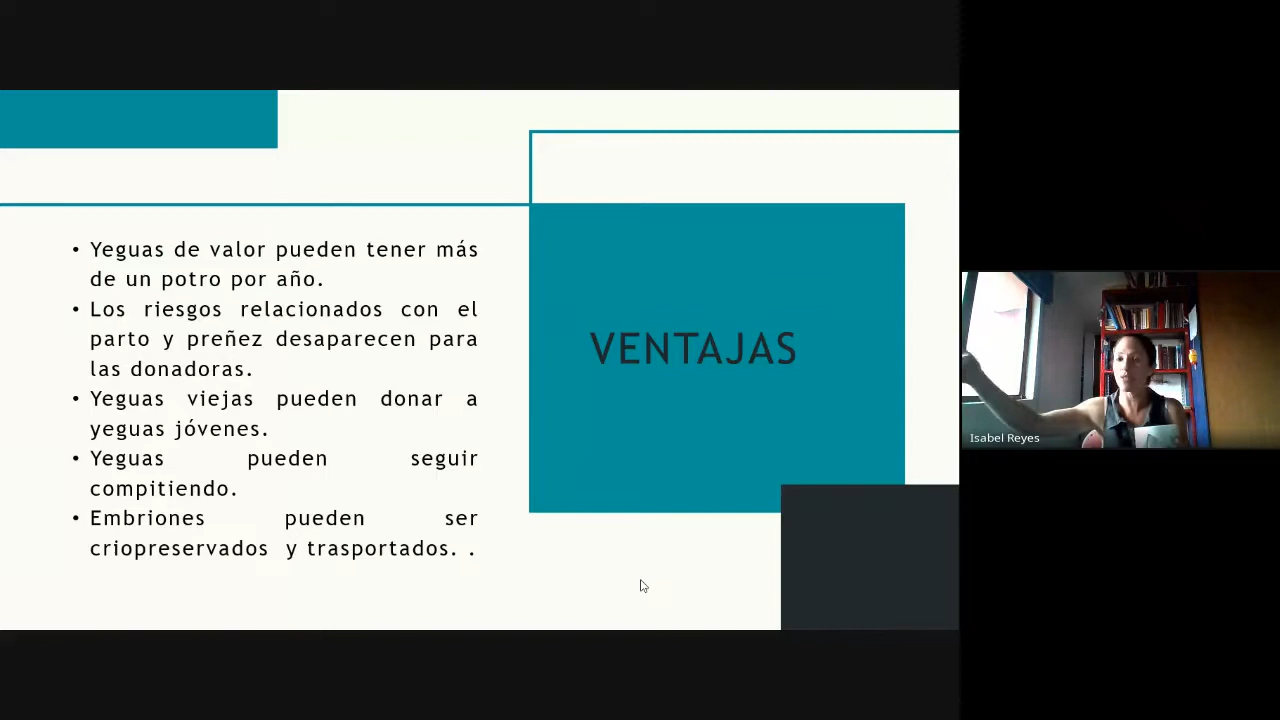 • Yeguas de valor pueden tener más
de un potro por año.
• Los riesgos relacionados con el
parto y preñez desaparecen para
las donadoras.
• Yeguas viejas pueden donar a
yeguas jóvenes.
• Yeguas pueden seguir
compitiendo.
• Embriones pueden ser
criopreservados y trasportados. .
VENTAJAS
Isabel Reyes